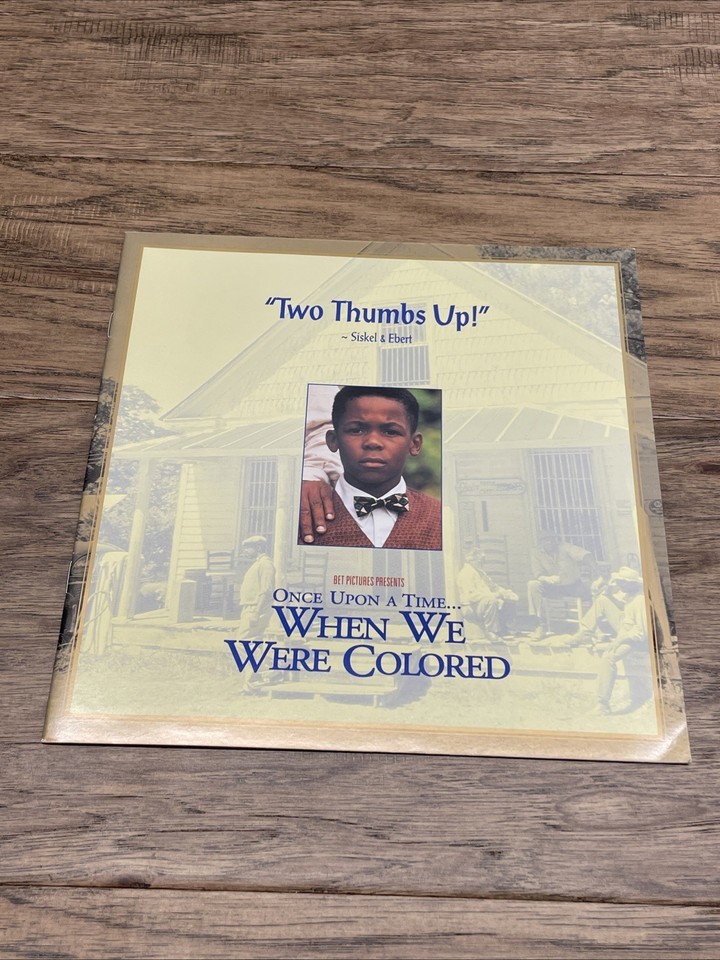 “Two Thumbs Up!”
~ Siskel & Ebert
BET PICTURES PRESENTS
ONCE UPON A TIME...
WHEN WE
WERE COLORED